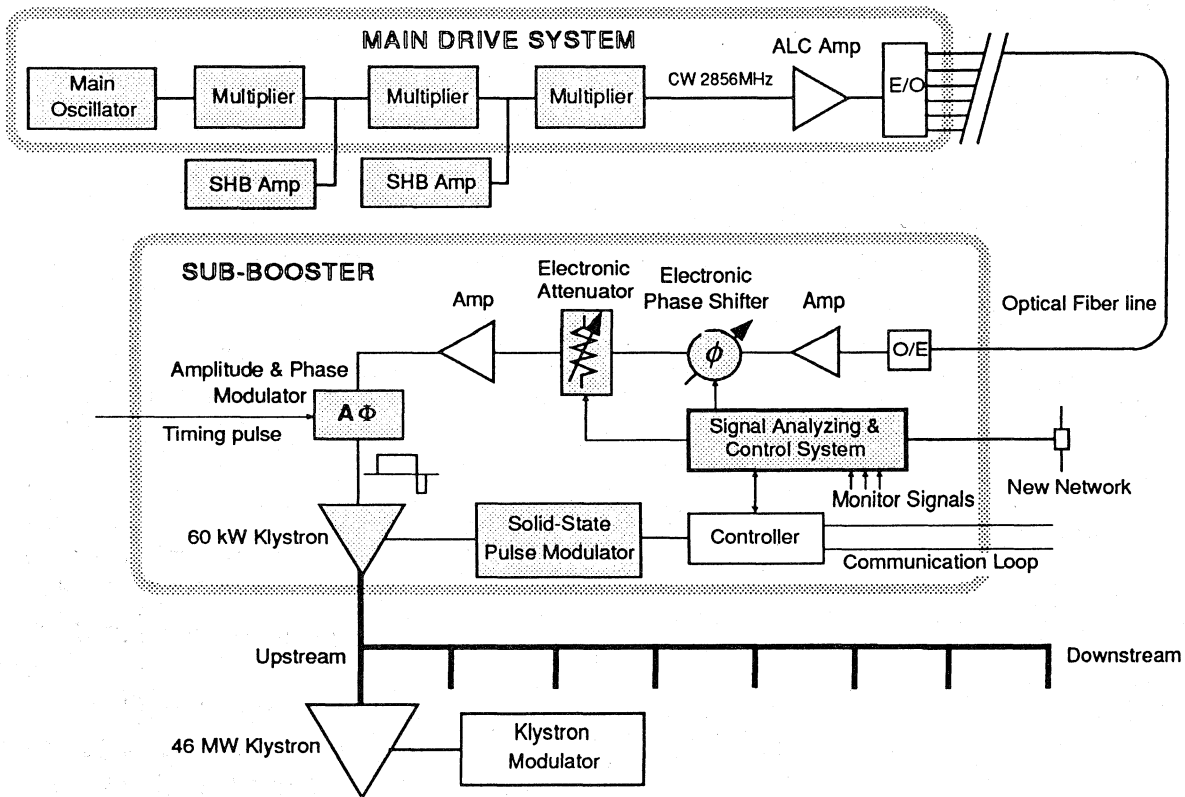 MAIN DRIVE SYSTEM
ALC Amp
Main
Oscillator
Multiplier
Multiplier
Multiplier
CW 2856MHz
E/O
SHB Amp
SHB Amp
SUB-BOOSTER
Electronic
Attenuator
Electronic
Phase Shifter
Amp
Amp
Optical Fiber line
O/E
ϕ
Amplitude & Phase
Modulator
A Φ
Timing pulse
Signal Analyzing &
Control System
Monitor Signals
New Network
60 kW Klystron
Solid-State
Pulse Modulator
Controller
Communication Loop
Upstream
Downstream
46 MW Klystron
Klystron
Modulator